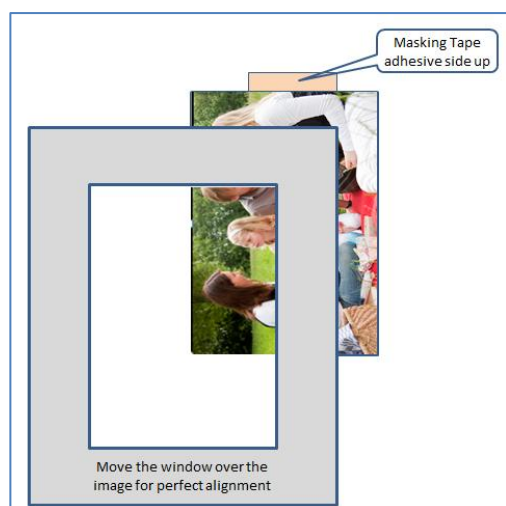 Masking Tape
adhesive side up
Move the window over the
image for perfect alignment